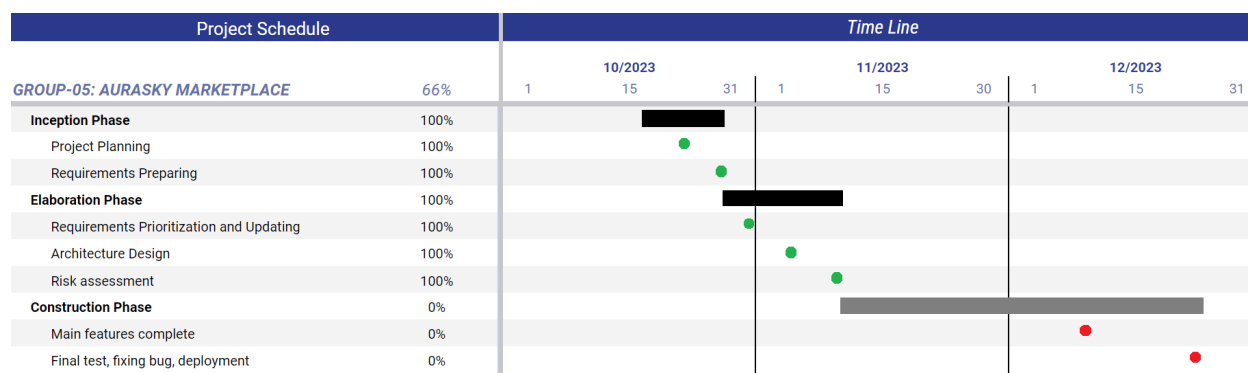 Project Schedule Time Line
10/2023 11/2023 12/2023
GROUP-05: AURASKY MARKETPLACE 66% 1 15 31 1 15 30 1 15 31
Inception Phase 100%
Project Planning 100%
Requirements Preparing 100%
Elaboration Phase 100%
Requirements Prioritization and Updating 100%
Architecture Design 100%
Risk assessment 100%
Construction Phase 0%
Main features complete 0%
Final test, fixing bug, deployment 0%